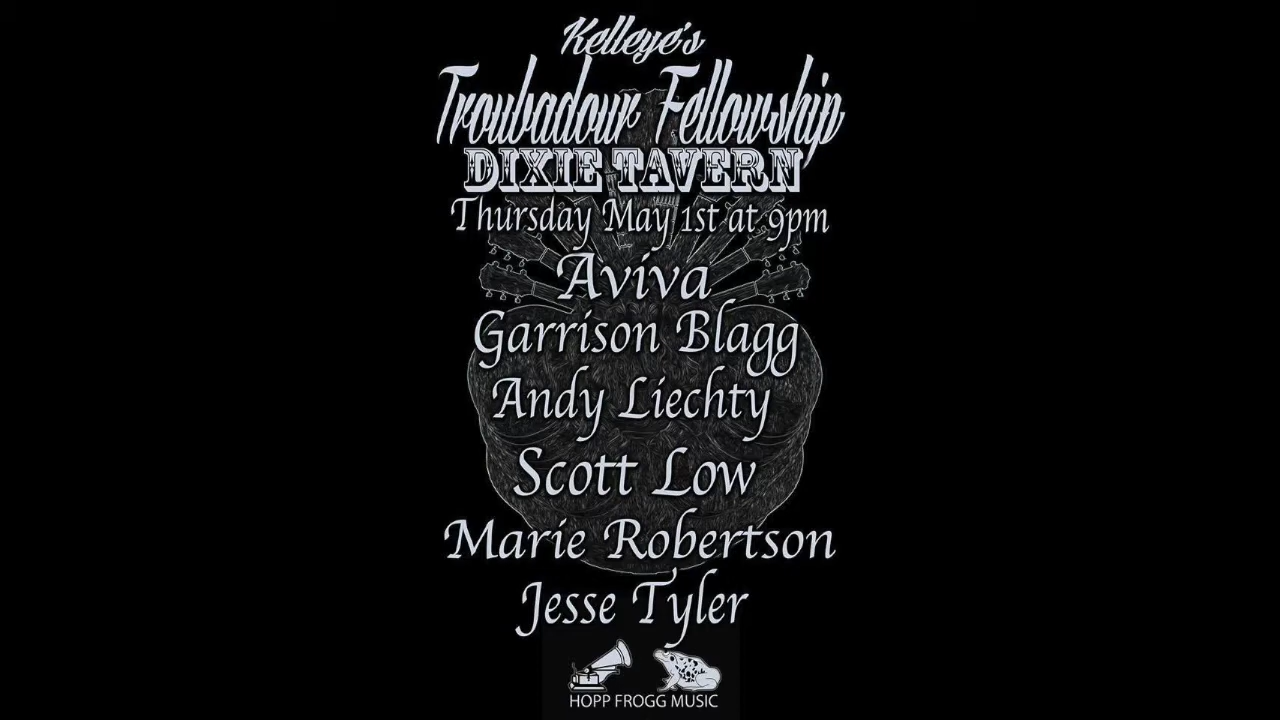 Kelleye's
Troubadour Fellowship
DIXIE TAVERN
Thursday May 1st at 9pm
Aviva
Garrison Blagg
Andy Liechty
Scott Low
Marie Robertson
Jesse Tyler
HOPP FROGG MUSIC